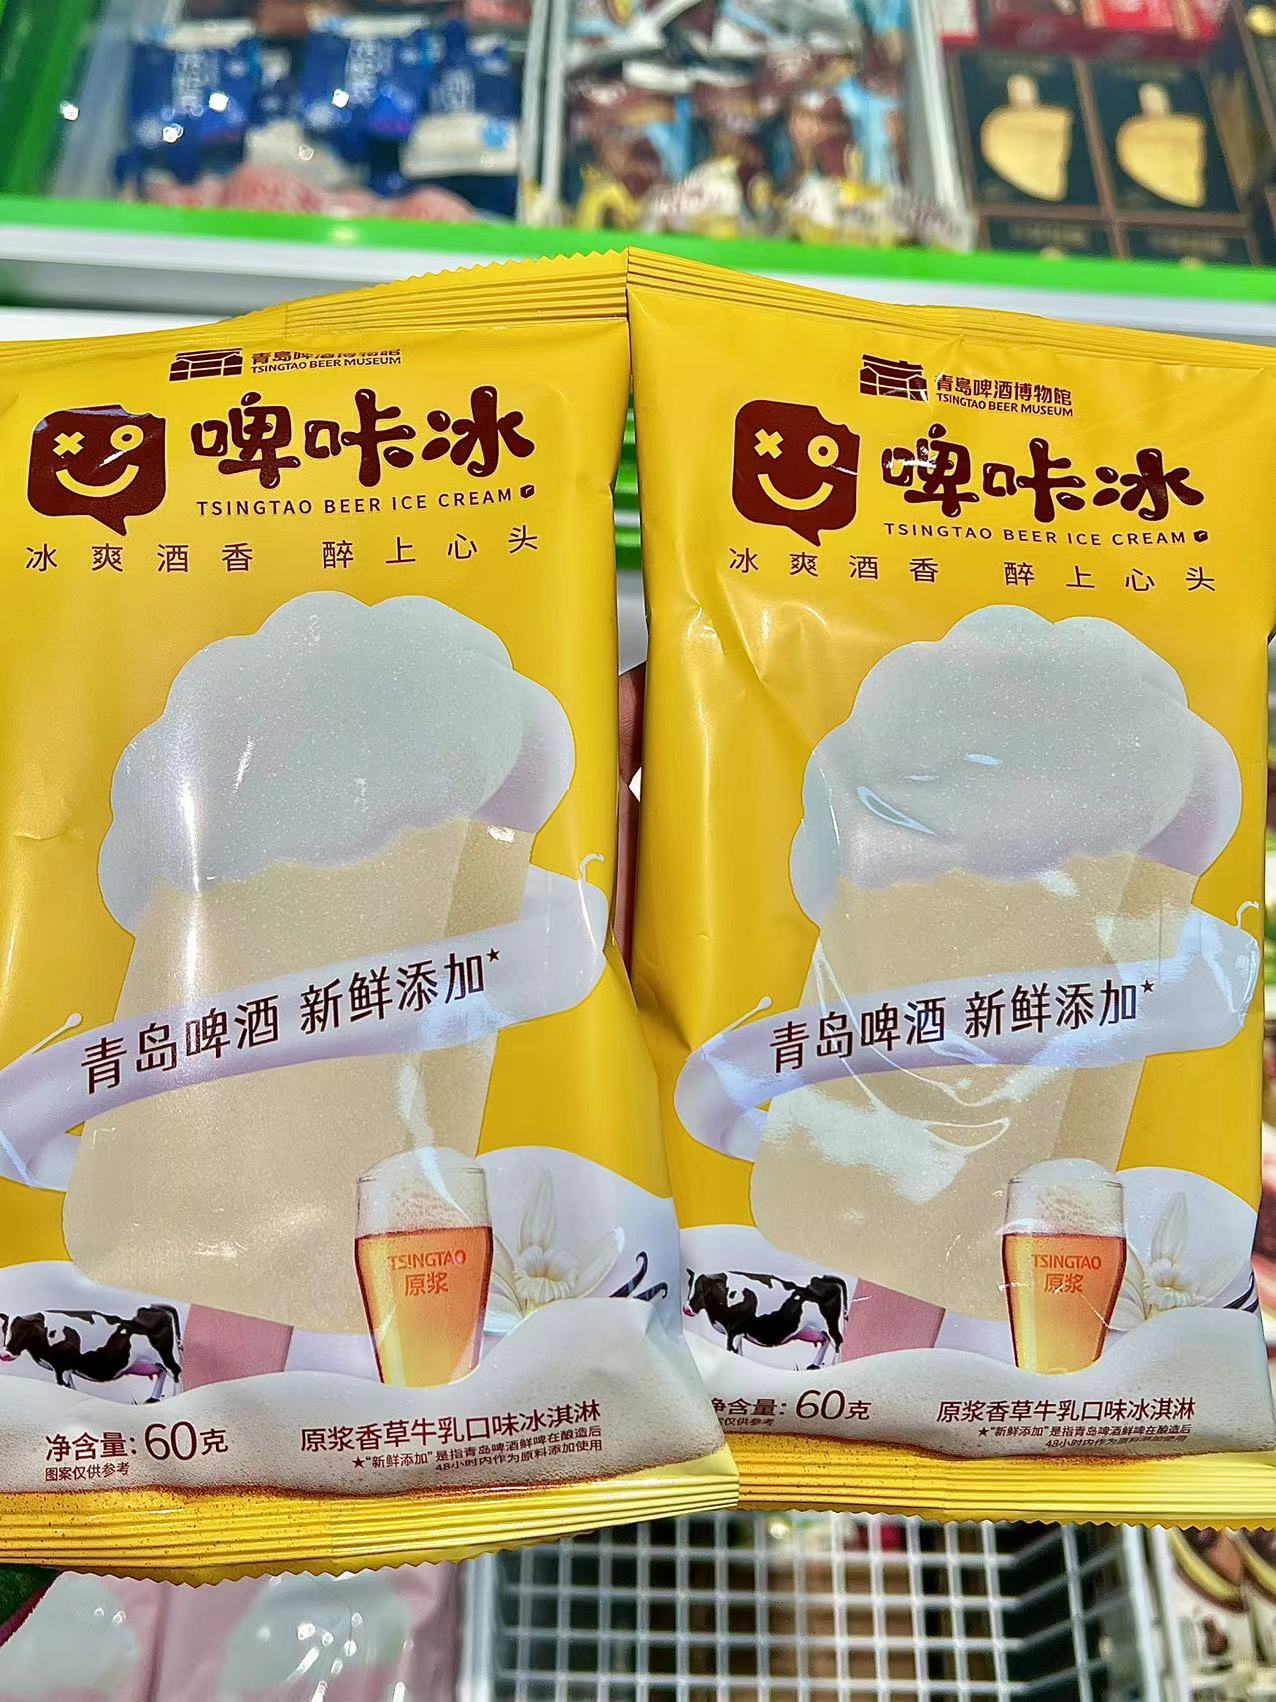 青岛啤酒博物館
TSINGTAO BEER MUSEUM
啤咔冰
TSINGTAO BEER ICE CREAM
冰爽酒香 醉上心头
青岛啤酒 新鲜添加★
TSINGTAO
原浆
净含量:60克
图案仅供参考
原浆香草牛乳口味冰淇淋
★“新鲜添加”是指青岛啤酒鲜啤在酿造后
48小时内作为原料添加使用
青島啤酒博物館
TSINGTAO BEER MUSEUM
啤咔冰
TSINGTAO BEER ICE CREAM
冰爽酒香 醉上心头
青岛啤酒 新鲜添加★
TSINGTAO
原浆
净含量:60克
仅供参考
原浆香草牛乳口味冰淇淋
★“新鲜添加”是指青岛啤酒鲜啤在酿造后
48小时内作为原料添加使用